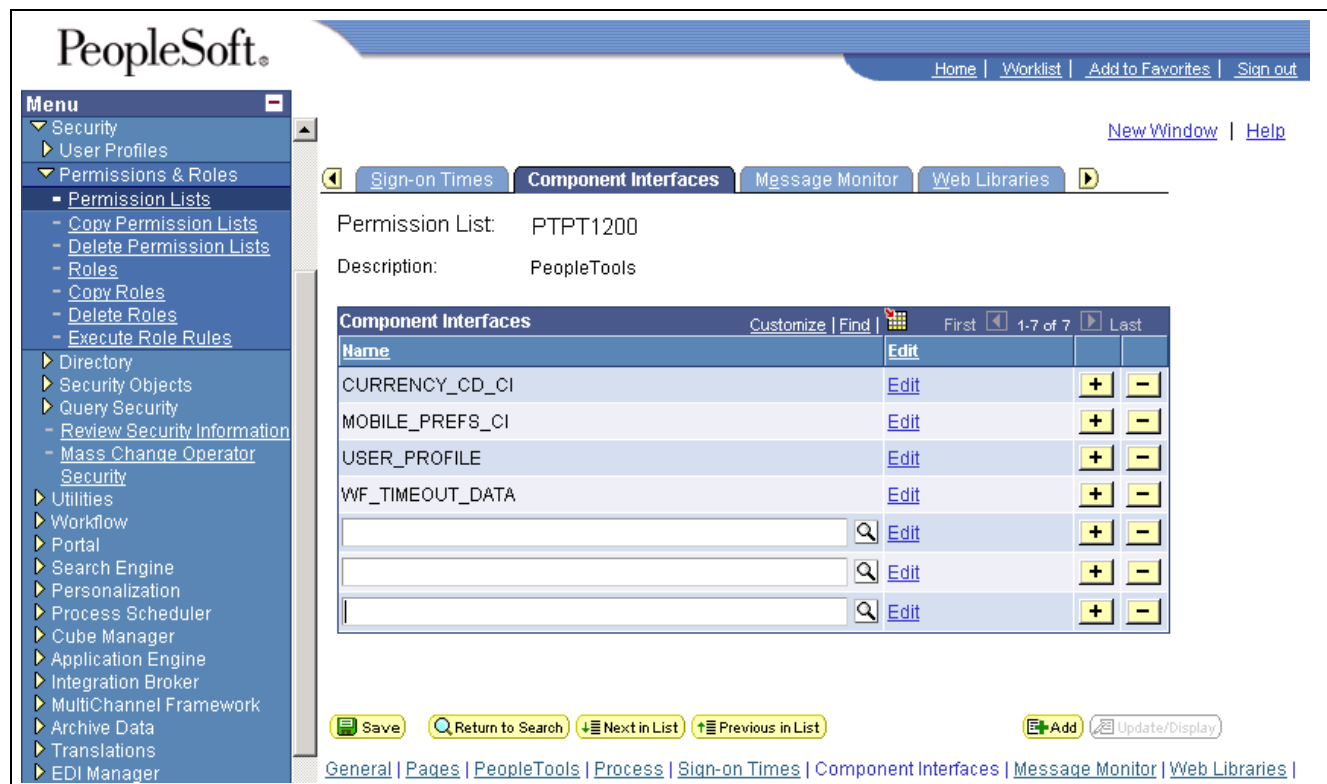 PeopleSoft.
Home | Worklist | Add to Favorites | Sign out
Menu
Security
User Profiles
Permissions & Roles
Permission Lists
Copy Permission Lists
Delete Permission Lists
Roles
Copy Roles
Delete Roles
Execute Role Rules
Directory
Security Objects
Query Security
Review Security Information
Mass Change Operator
Security
Utilities
Workflow
Portal
Search Engine
Personalization
Process Scheduler
Cube Manager
Application Engine
Integration Broker
MultiChannel Framework
Archive Data
Translations
EDI Manager
New Window | Help
Sign-on Times Component Interfaces Message Monitor Web Libraries
Permission List: PTPT1200
Description: PeopleTools
Component Interfaces Customize | Find | First 1-7 of 7 Last
Name Edit
CURRENCY_CD_CI Edit + −
MOBILE_PREFS_CI Edit + −
USER_PROFILE Edit + −
WF_TIMEOUT_DATA Edit + −
Edit + −
Edit + −
Edit + −
Save Return to Search Next in List Previous in List Add Update/Display
General | Pages | PeopleTools | Process | Sign-on Times | Component Interfaces | Message Monitor | Web Libraries |